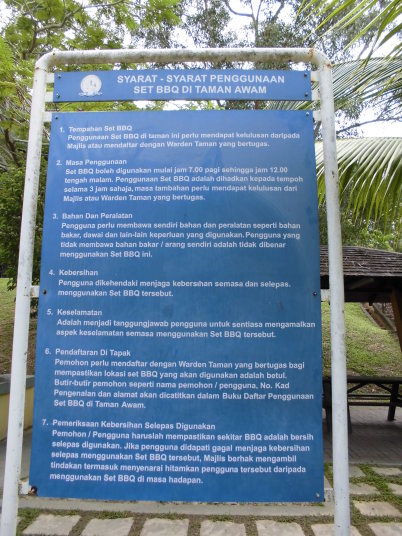 SYARAT - SYARAT PENGGUNAAN
SET BBQ DI TAMAN AWAM
1. Tempahan Set BBQ
Penggunaan Set BBQ di taman ini perlu mendapat kelulusan daripada
Majlis atau mendaftar dengan Warden Taman yang bertugas.
2. Masa Penggunaan
Set BBQ boleh digunakan mulai jam 7.00 pagi sehingga jam 12.00
tengah malam. Penggunaan Set BBQ adalah dihadkan kepada tempoh
selama 3 jam sahaja, masa tambahan perlu mendapat kelulusan dari
Majlis atau Warden Taman yang bertugas.
3. Bahan Dan Peralatan
Pengguna perlu membawa sendiri bahan dan peralatan seperti bahan
bakar, dawai dan lain-lain keperluan yang digunakan. Pengguna yang
tidak membawa bahan bakar / arang sendiri adalah tidak dibenar
menggunakan Set BBQ ini.
4. Kebersihan
Pengguna dikehendaki menjaga kebersihan semasa dan selepas
menggunakan Set BBQ tersebut.
5. Keselamatan
Adalah menjadi tanggungjawab pengguna untuk sentiasa mengamalkan
aspek keselamatan semasa menggunakan Set BBQ tersebut.
6. Pendaftaran Di Tapak
Pemohon perlu mendaftar dengan Warden Taman yang bertugas bagi
mempastikan lokasi set BBQ yang akan digunakan adalah betul.
Butir-butir pemohon seperti nama pemohon / pengguna, No. Kad
Pengenalan dan alamat akan dicatitkan dalam Buku Daftar Penggunaan
Set BBQ di Taman Awam.
7. Pemeriksaan Kebersihan Selepas Digunakan
Pemohon / Pengguna haruslah mempastikan sekitar BBQ adalah bersih
selepas digunakan. Jika pengguna didapati gagal menjaga kebersihan
selepas menggunakan Set BBQ tersebut, Majlis berhak mengambil
tindakan termasuk menyenarai hitamkan pengguna tersebut daripada
menggunakan Set BBQ di masa hadapan.